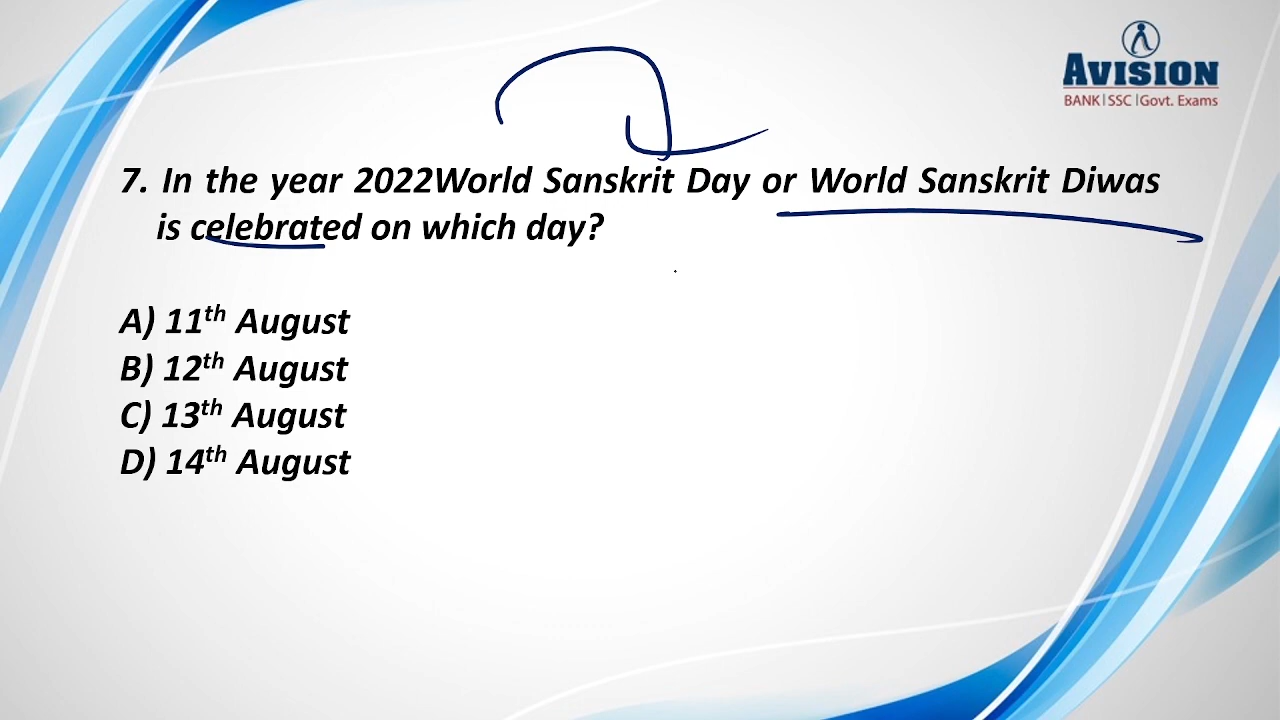 AVISION
BANK|SSC|Govt. Exams
7. In the year 2022World Sanskrit Day or World Sanskrit Diwas
is celebrated on which day?
A) 11th August
B) 12th August
C) 13th August
D) 14th August